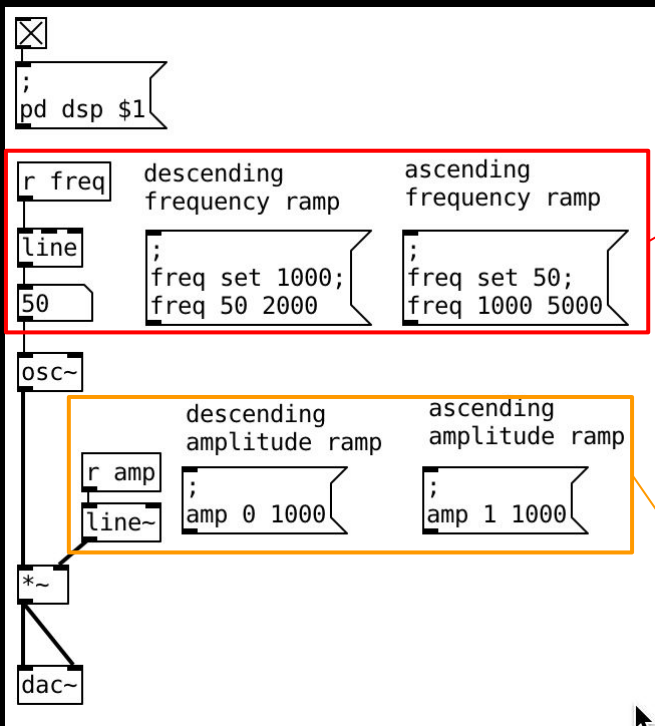 ;
pd dsp $1
r freq
descending
frequency ramp
ascending
frequency ramp
line
;
freq set 1000;
freq 50 2000
;
freq set 50;
freq 1000 5000
50
osc~
descending
amplitude ramp
ascending
amplitude ramp
r amp
line~
;
amp 0 1000
;
amp 1 1000
*~
dac~